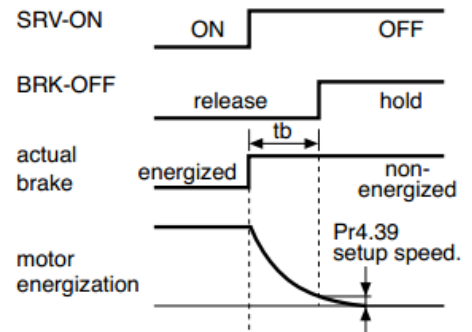 SRV-ON
ON
OFF
BRK-OFF
release
hold
tb
actual
brake
energized
non-
energized
Pr4.39
setup speed.
motor
energization